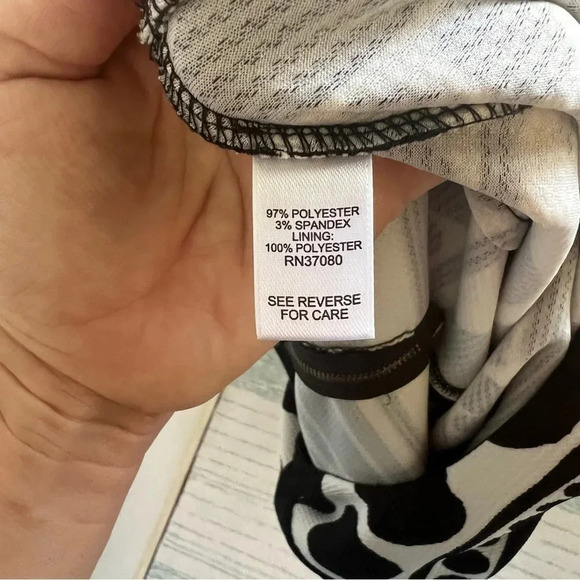 97% POLYESTER
3% SPANDEX
LINING:
100% POLYESTER
RN37080
SEE REVERSE
FOR CARE